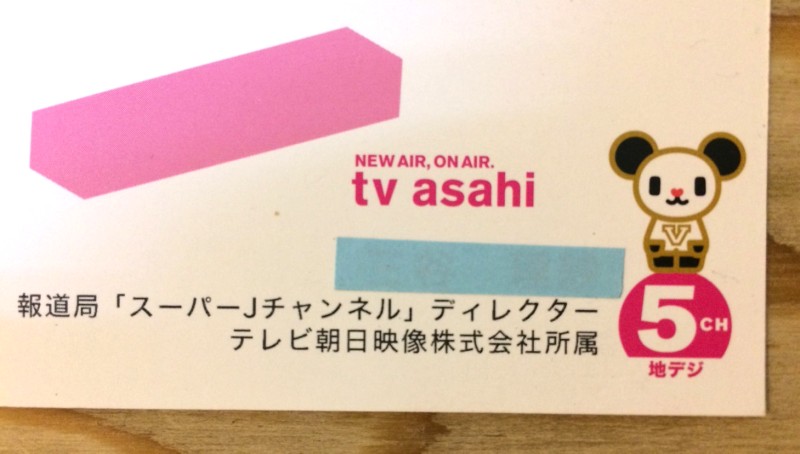 NEW AIR, ON AIR.
tv asahi
V
報道局「スーパーJチャンネル」ディレクター
テレビ朝日映像株式会社所属
5CH
地デジ